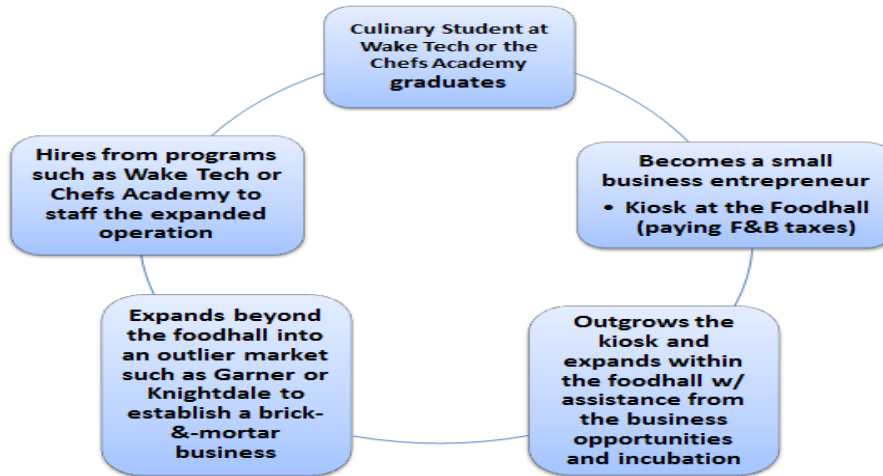 Culinary Student at
Wake Tech or the
Chefs Academy
graduates
Becomes a small
business entrepreneur
• Kiosk at the Foodhall
(paying F&B taxes)
Outgrows the
kiosk and
expands within
the foodhall w/
assistance from
the business
opportunities
and incubation
Expands beyond
the foodhall into
an outlier market
such as Garner or
Knightdale to
establish a brick-
&-mortar
business
Hires from programs
such as Wake Tech or
Chefs Academy to
staff the expanded
operation